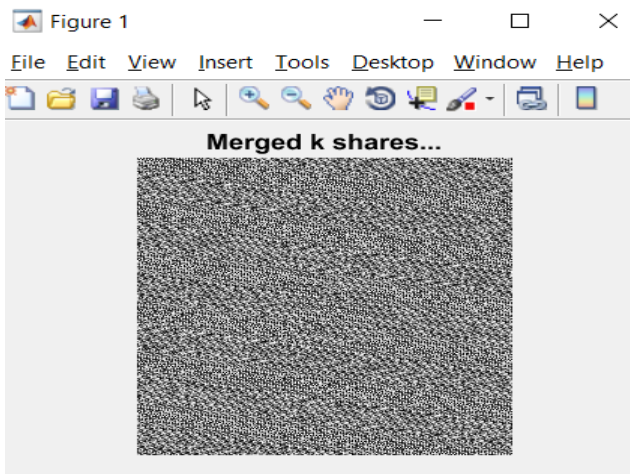 Figure 1
File Edit View Insert Tools Desktop Window Help
Merged k shares...